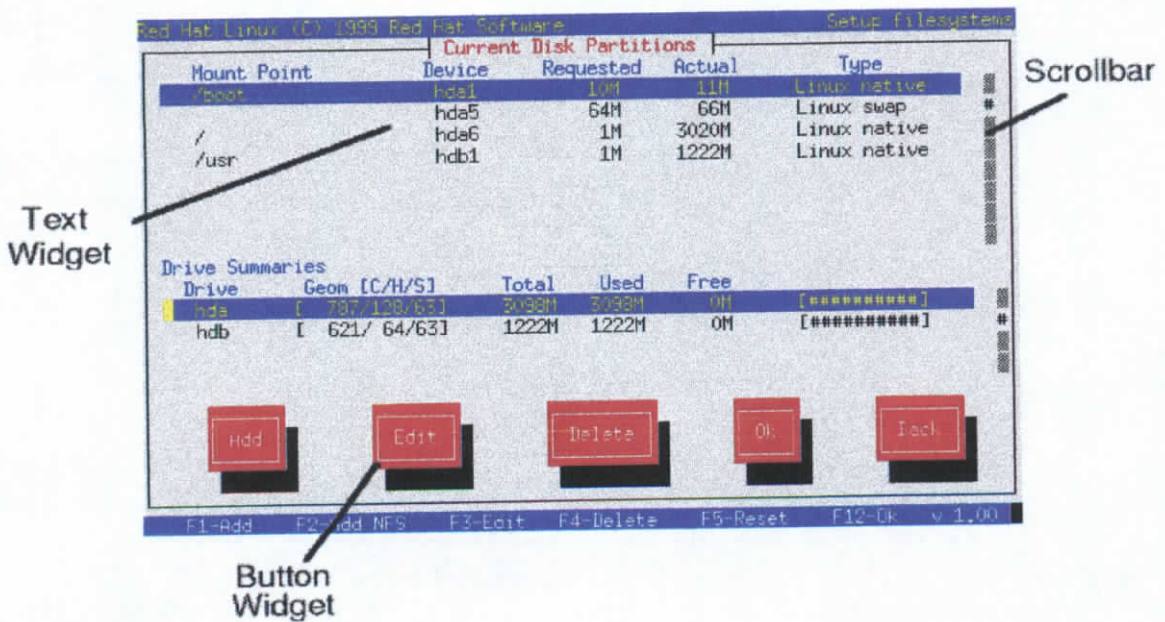 Red Hat Linux (C) 1999 Red Hat Software Setup filesystems
Current Disk Partitions
Mount Point Device Requested Actual Type
/boot hda1 10M 11M Linux native
hda5 64M 66M Linux swap #
/ hda6 1M 3020M Linux native
/usr hdb1 1M 1222M Linux native
Scrollbar
Text
Widget
Drive Summaries
Drive Geom [C/H/S] Total Used Free
hda [ 787/128/63] 3098M 3098M 0M [##########]
hdb [ 621/ 64/63] 1222M 1222M 0M [##########] #
Add Edit Delete Ok Back
F1-Add F2-Add NFS F3-Edit F4-Delete F5-Reset F12-Ok v 1.00
Button
Widget